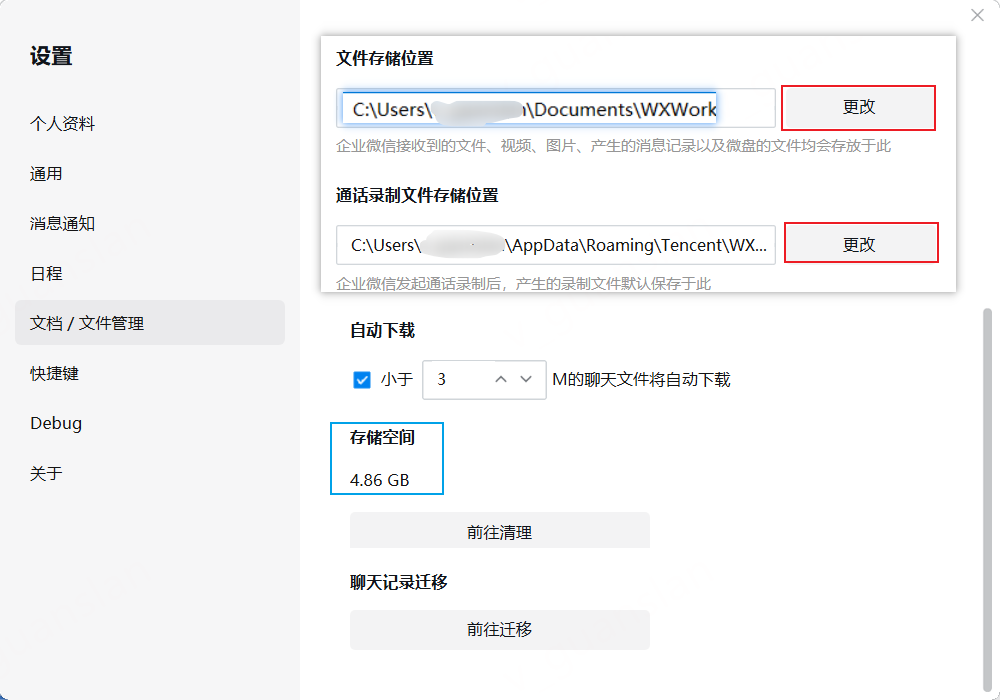 设置
个人资料
通用
消息通知
日程
文档 / 文件管理
快捷键
Debug
关于
文件存储位置
C:\Users\ \Documents\WXWork
更改
企业微信接收到的文件、视频、图片、产生的消息记录以及微盘的文件均会存放于此
通话录制文件存储位置
C:\Users\ \AppData\Roaming\Tencent\WX...
更改
企业微信发起通话录制后，产生的录制文件默认保存于此
自动下载
小于 3 M的聊天文件将自动下载
存储空间
4.86 GB
前往清理
聊天记录迁移
前往迁移